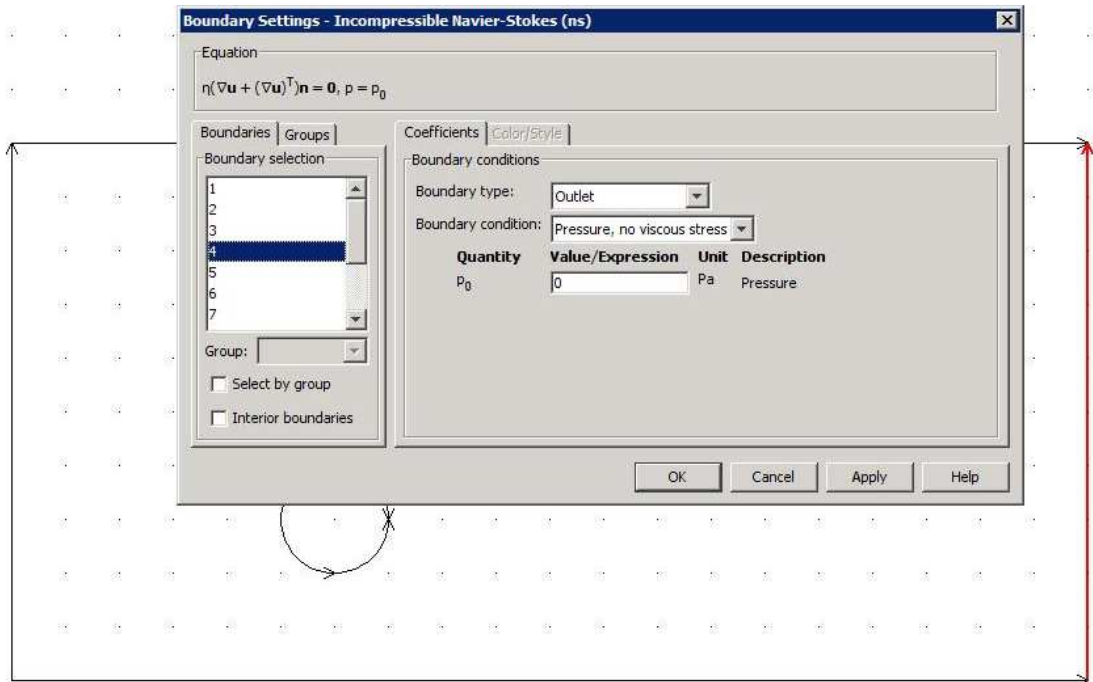 Boundary Settings - Incompressible Navier-Stokes (ns)
Equation
η(∇u + (∇u)ᵀ)n = 0, p = p₀
Boundaries Groups
Boundary selection
1
2
3
4
5
6
7
Group:
Select by group
Interior boundaries
Coefficients Color/Style
Boundary conditions
Boundary type: Outlet
Boundary condition: Pressure, no viscous stress
Quantity Value/Expression Unit Description
p₀ 0 Pa Pressure
OK Cancel Apply Help